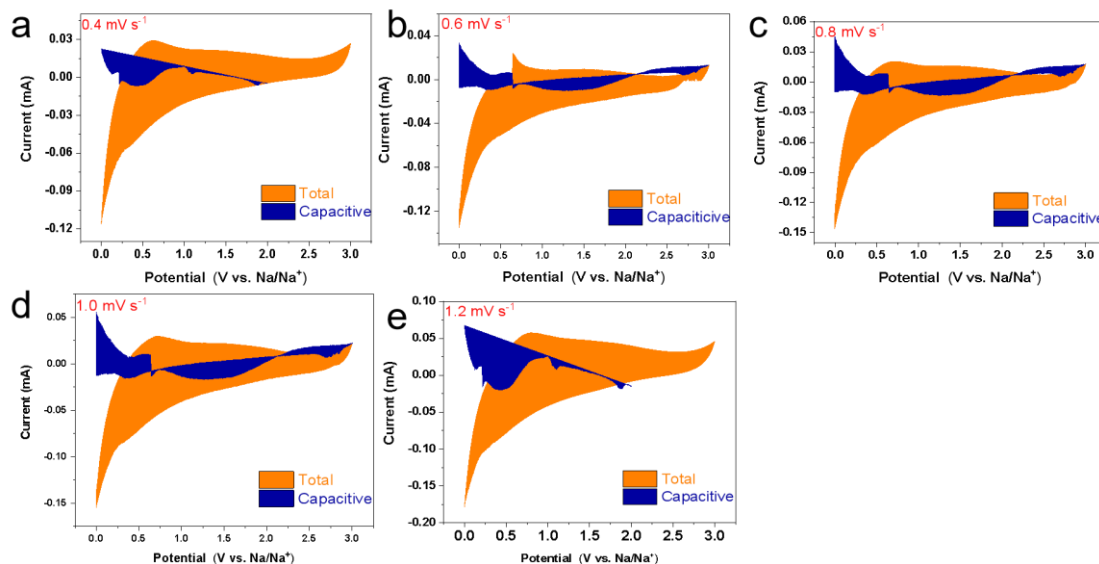 a
0.4 mV s⁻¹
0.03
0.00
-0.03
-0.06
-0.09
-0.12
Current (mA)
Total
Capacitive
0.0 0.5 1.0 1.5 2.0 2.5 3.0
Potential (V vs. Na/Na⁺)
b
0.6 mV s⁻¹
0.04
0.00
-0.04
-0.08
-0.12
Current (mA)
Total
Capaciticive
0.0 0.5 1.0 1.5 2.0 2.5 3.0
Potential (V vs. Na/Na⁺)
c
0.8 mV s⁻¹
0.06
0.03
0.00
-0.03
-0.06
-0.09
-0.12
-0.15
Current (mA)
Total
Capacitive
0.0 0.5 1.0 1.5 2.0 2.5 3.0
Potential (V vs. Na/Na⁺)
d
1.0 mV s⁻¹
0.05
0.00
-0.05
-0.10
-0.15
Current (mA)
Total
Capacitive
0.0 0.5 1.0 1.5 2.0 2.5 3.0
Potential (V vs. Na/Na⁺)
e
1.2 mV s⁻¹
0.10
0.05
0.00
-0.05
-0.10
-0.15
-0.20
Current (mA)
Total
Capacitive
0.0 0.5 1.0 1.5 2.0 2.5 3.0
Potential (V vs. Na/Na⁺)